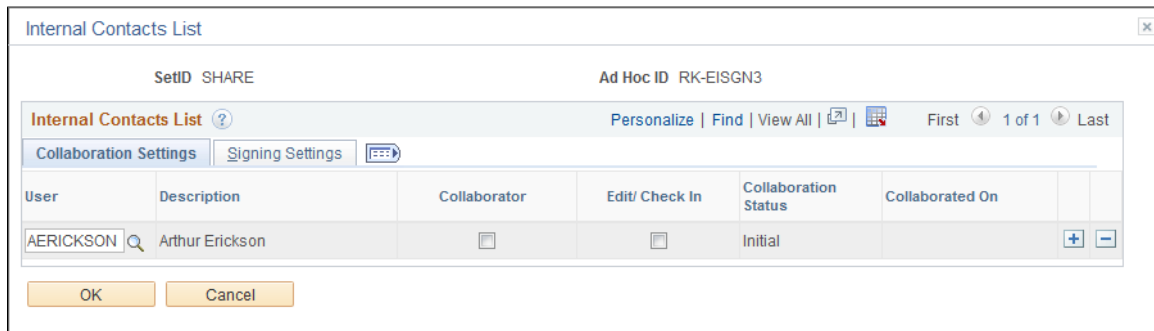 Internal Contacts List
SetID SHARE Ad Hoc ID RK-EISGN3
Internal Contacts List ? Personalize | Find | View All | | First 1 of 1 Last
Collaboration Settings Signing Settings
User Description Collaborator Edit/ Check In Collaboration Status Collaborated On
AERICKSON Arthur Erickson Initial
OK Cancel